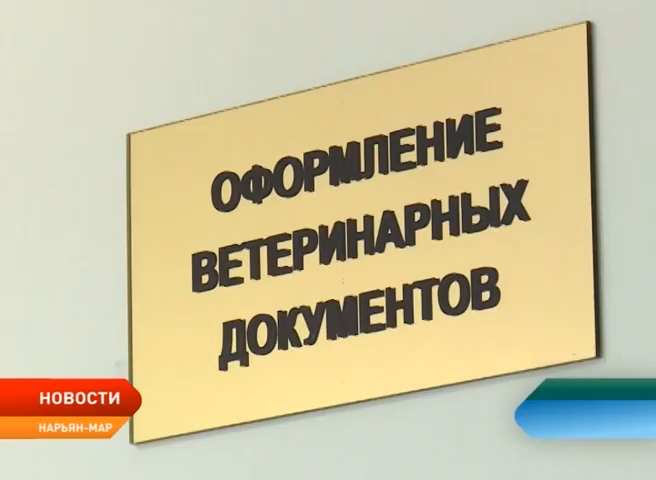 ОФОРМЛЕНИЕ
ВЕТЕРИНАРНЫХ
ДОКУМЕНТОВ
НОВОСТИ
НАРЬЯН-МАР